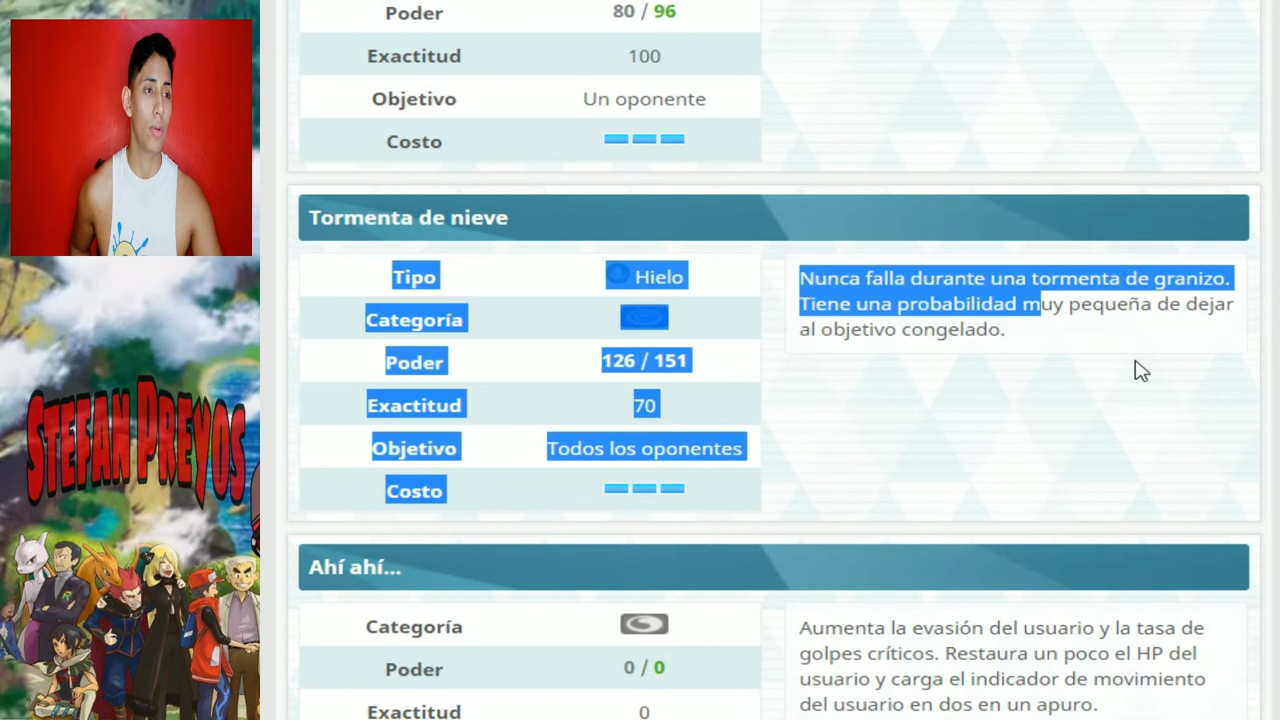 Poder 80 / 96
Exactitud 100
Objetivo Un oponente
Costo
Tormenta de nieve
Tipo Hielo
Categoría
Poder 126 / 151
Exactitud 70
Objetivo Todos los oponentes
Costo
Nunca falla durante una tormenta de granizo.
Tiene una probabilidad muy pequeña de dejar
al objetivo congelado.
STEFAN PREYOS
Ahí ahí...
Categoría
Poder 0 / 0
Exactitud 0
Aumenta la evasión del usuario y la tasa de
golpes críticos. Restaura un poco el HP del
usuario y carga el indicador de movimiento
del usuario en dos en un apuro.